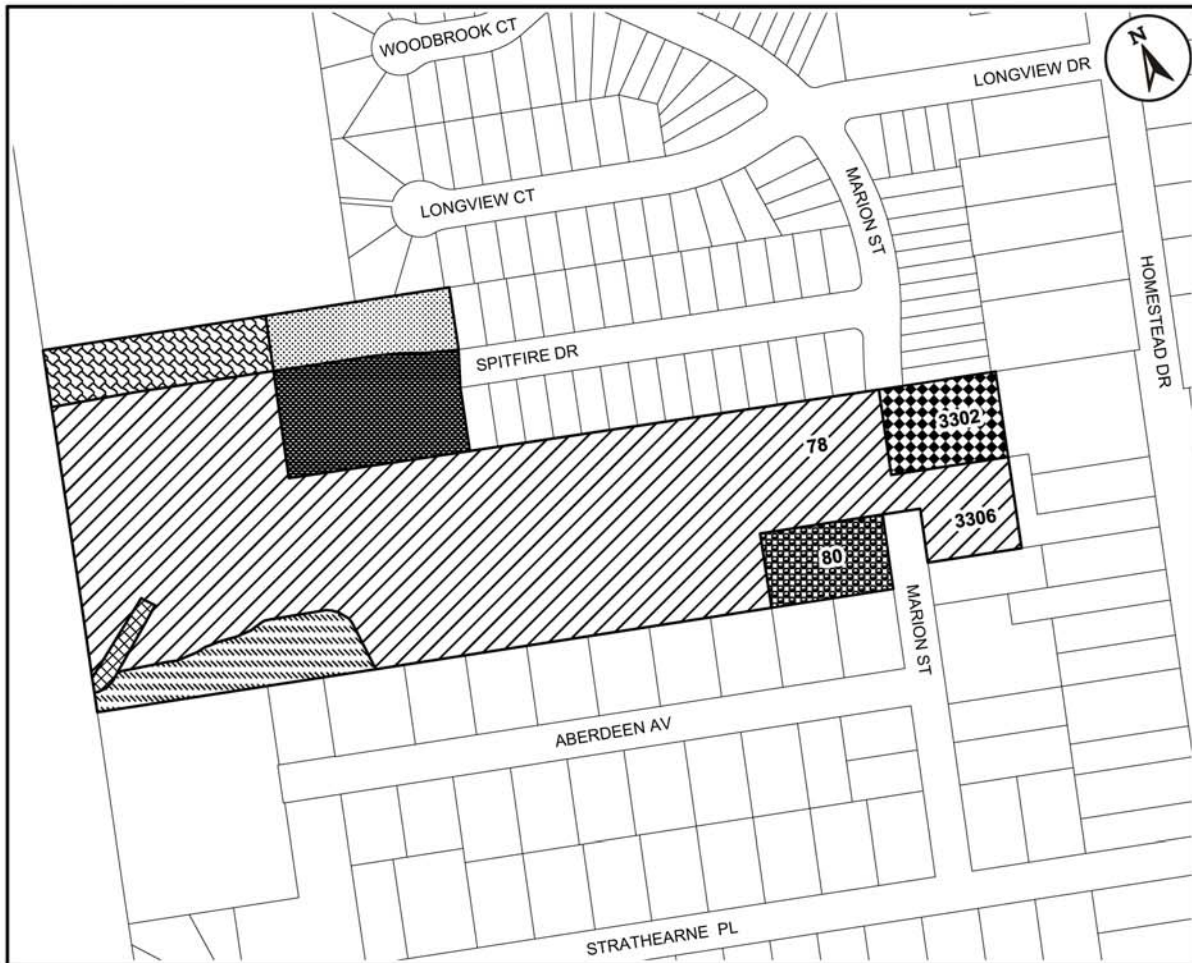 WOODBROOK CT
N
LONGVIEW DR
LONGVIEW CT
MARION ST
HOMESTEAD DR
SPITFIRE DR
3302
78
3306
80
MARION ST
ABERDEEN AV
STRATHEARNE PL